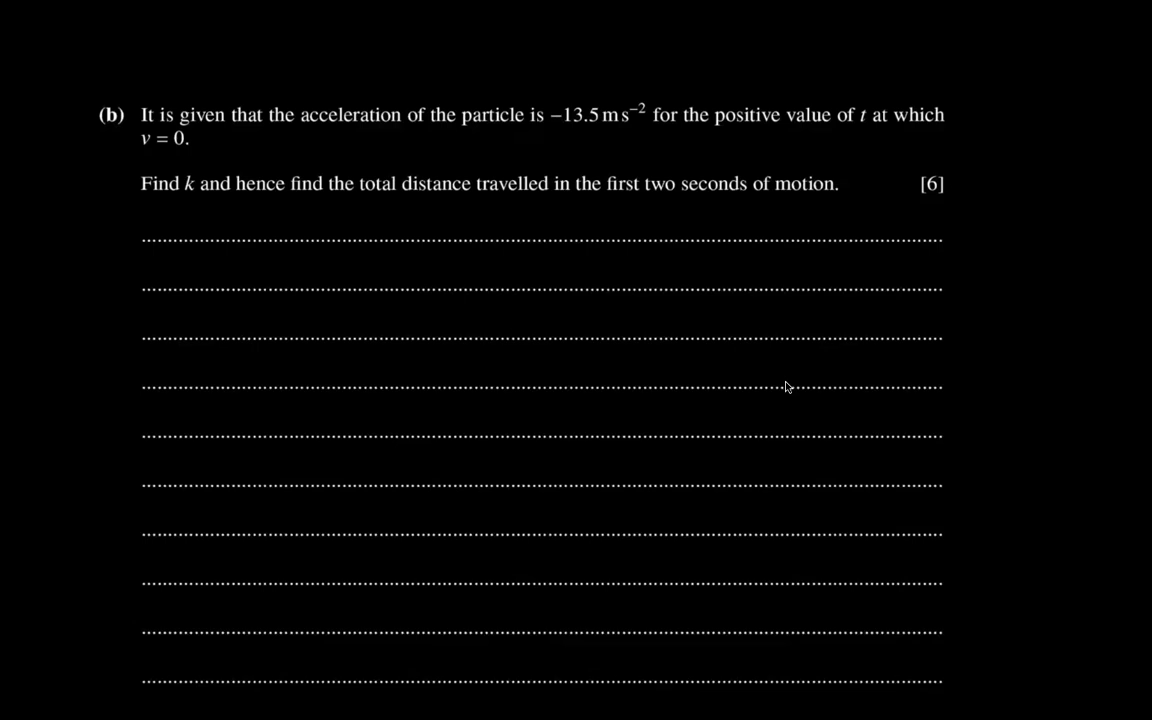 (b) It is given that the acceleration of the particle is −13.5 m s⁻² for the positive value of t at which
v = 0.
Find k and hence find the total distance travelled in the first two seconds of motion. [6]